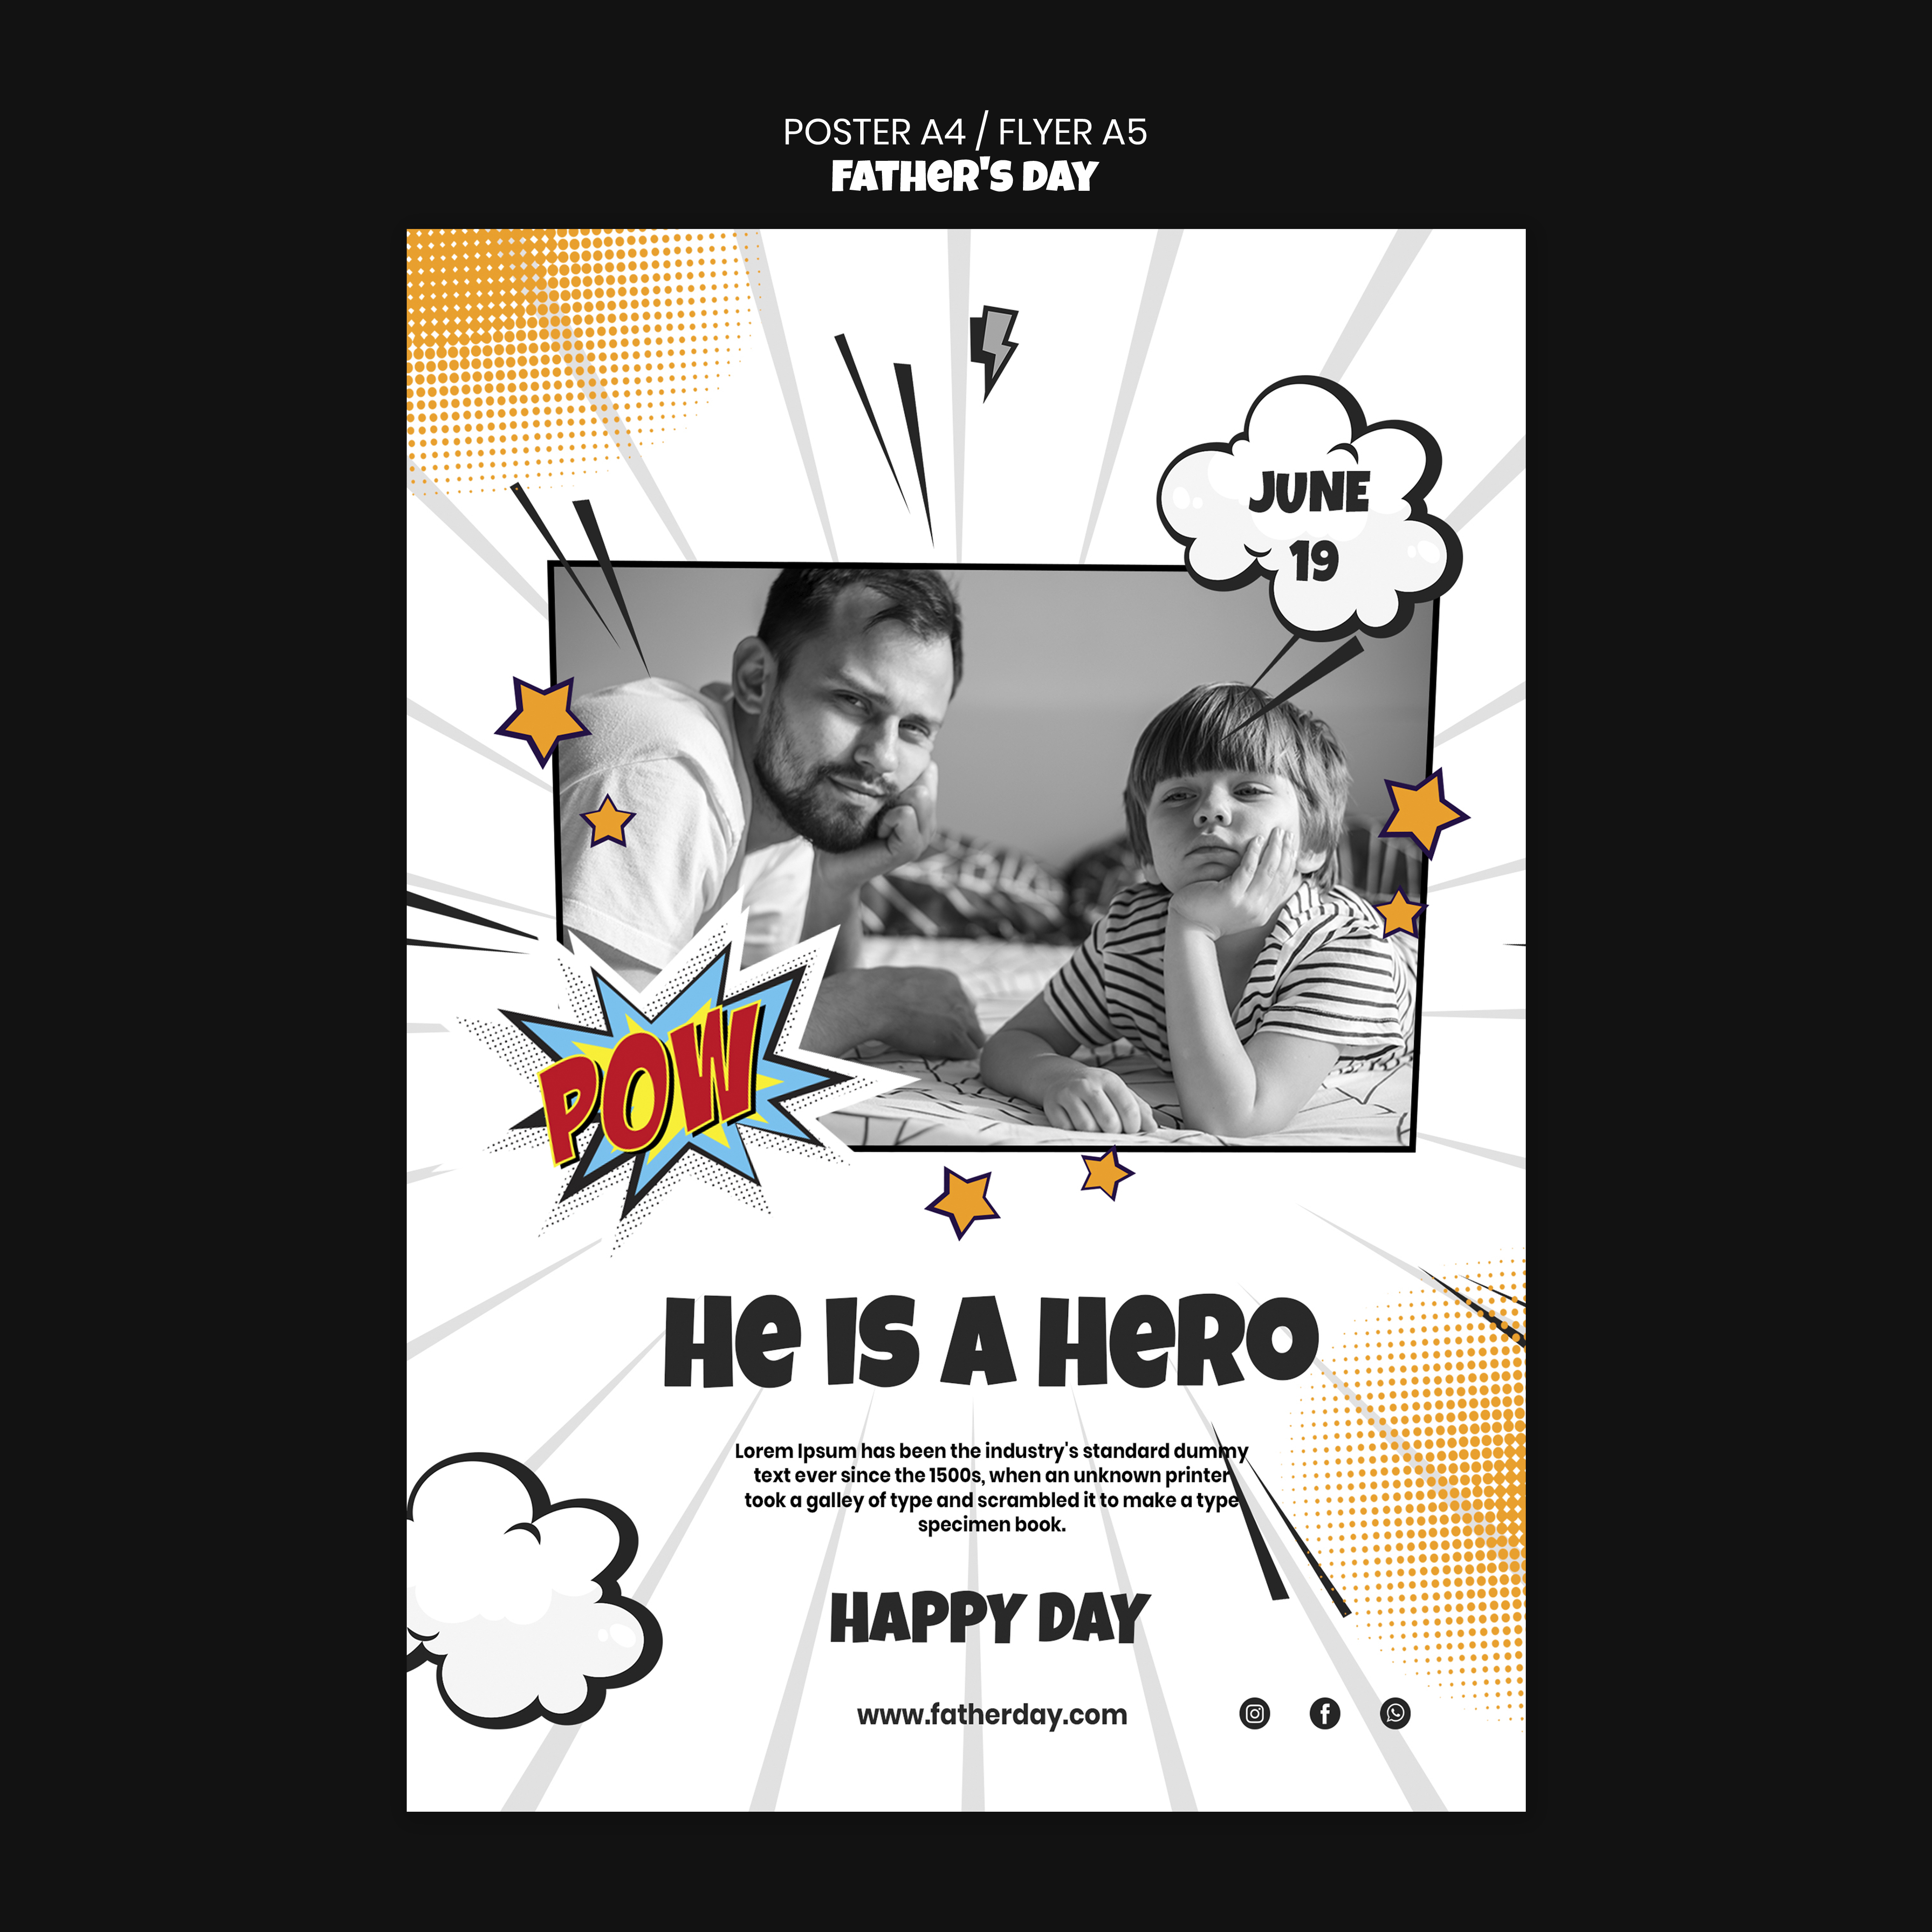 POSTER A4 / FLYER A5
FATHER'S DAY
JUNE
19
POW
He IS A HeRO
Lorem Ipsum has been the industry's standard dummy
text ever since the 1500s, when an unknown printer
took a galley of type and scrambled it to make a type
specimen book.
HAPPY DAY
www.fatherday.com